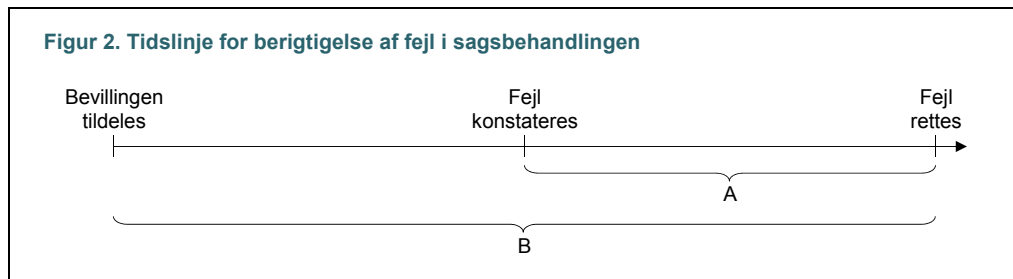 Figur 2. Tidslinje for berigtigelse af fejl i sagsbehandlingen
Bevillingen
tildeles
Fejl
konstateres
Fejl
rettes
A
B